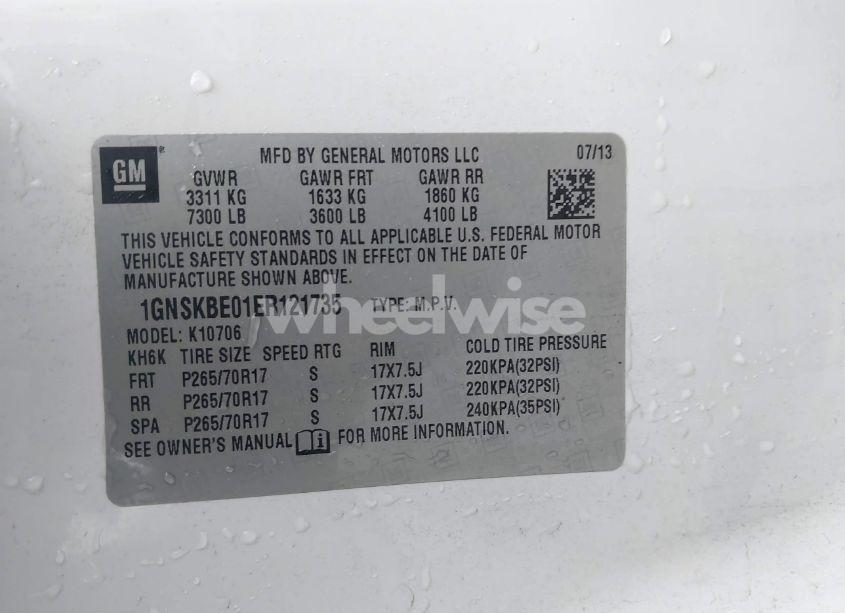 GM
MFD BY GENERAL MOTORS LLC 07/13
GVWR GAWR FRT GAWR RR
3311 KG 1633 KG 1860 KG
7300 LB 3600 LB 4100 LB
THIS VEHICLE CONFORMS TO ALL APPLICABLE U.S. FEDERAL MOTOR
VEHICLE SAFETY STANDARDS IN EFFECT ON THE DATE OF
MANUFACTURE SHOWN ABOVE.
1GNSKBE01ER121735 TYPE: M.P.V.
wheelwise
MODEL: K10706
KH6K TIRE SIZE SPEED RTG RIM COLD TIRE PRESSURE
FRT P265/70R17 S 17X7.5J 220KPA(32PSI)
RR P265/70R17 S 17X7.5J 220KPA(32PSI)
SPA P265/70R17 S 17X7.5J 240KPA(35PSI)
SEE OWNER'S MANUAL FOR MORE INFORMATION.